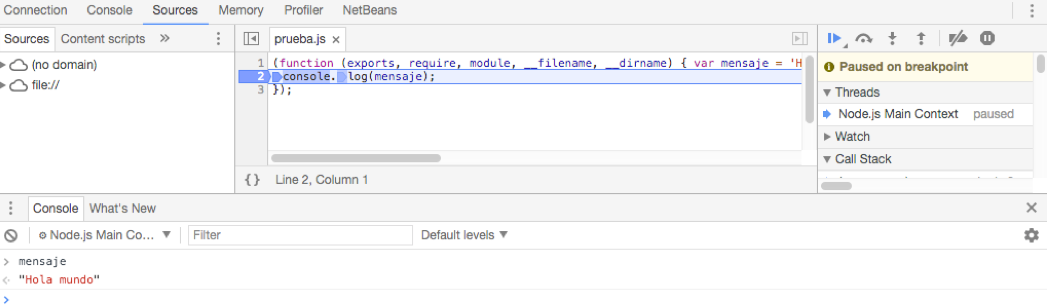 Connection Console Sources Memory Profiler NetBeans
Sources Content scripts »
(no domain)
file://
prueba.js ×
1 (function (exports, require, module, __filename, __dirname) { var mensaje = 'H
2 console.log(mensaje);
3 });
{} Line 2, Column 1
Paused on breakpoint
Threads
Node.js Main Context paused
Watch
Call Stack
Console What's New
Node.js Main Co... Filter Default levels
> mensaje
"Hola mundo"
>